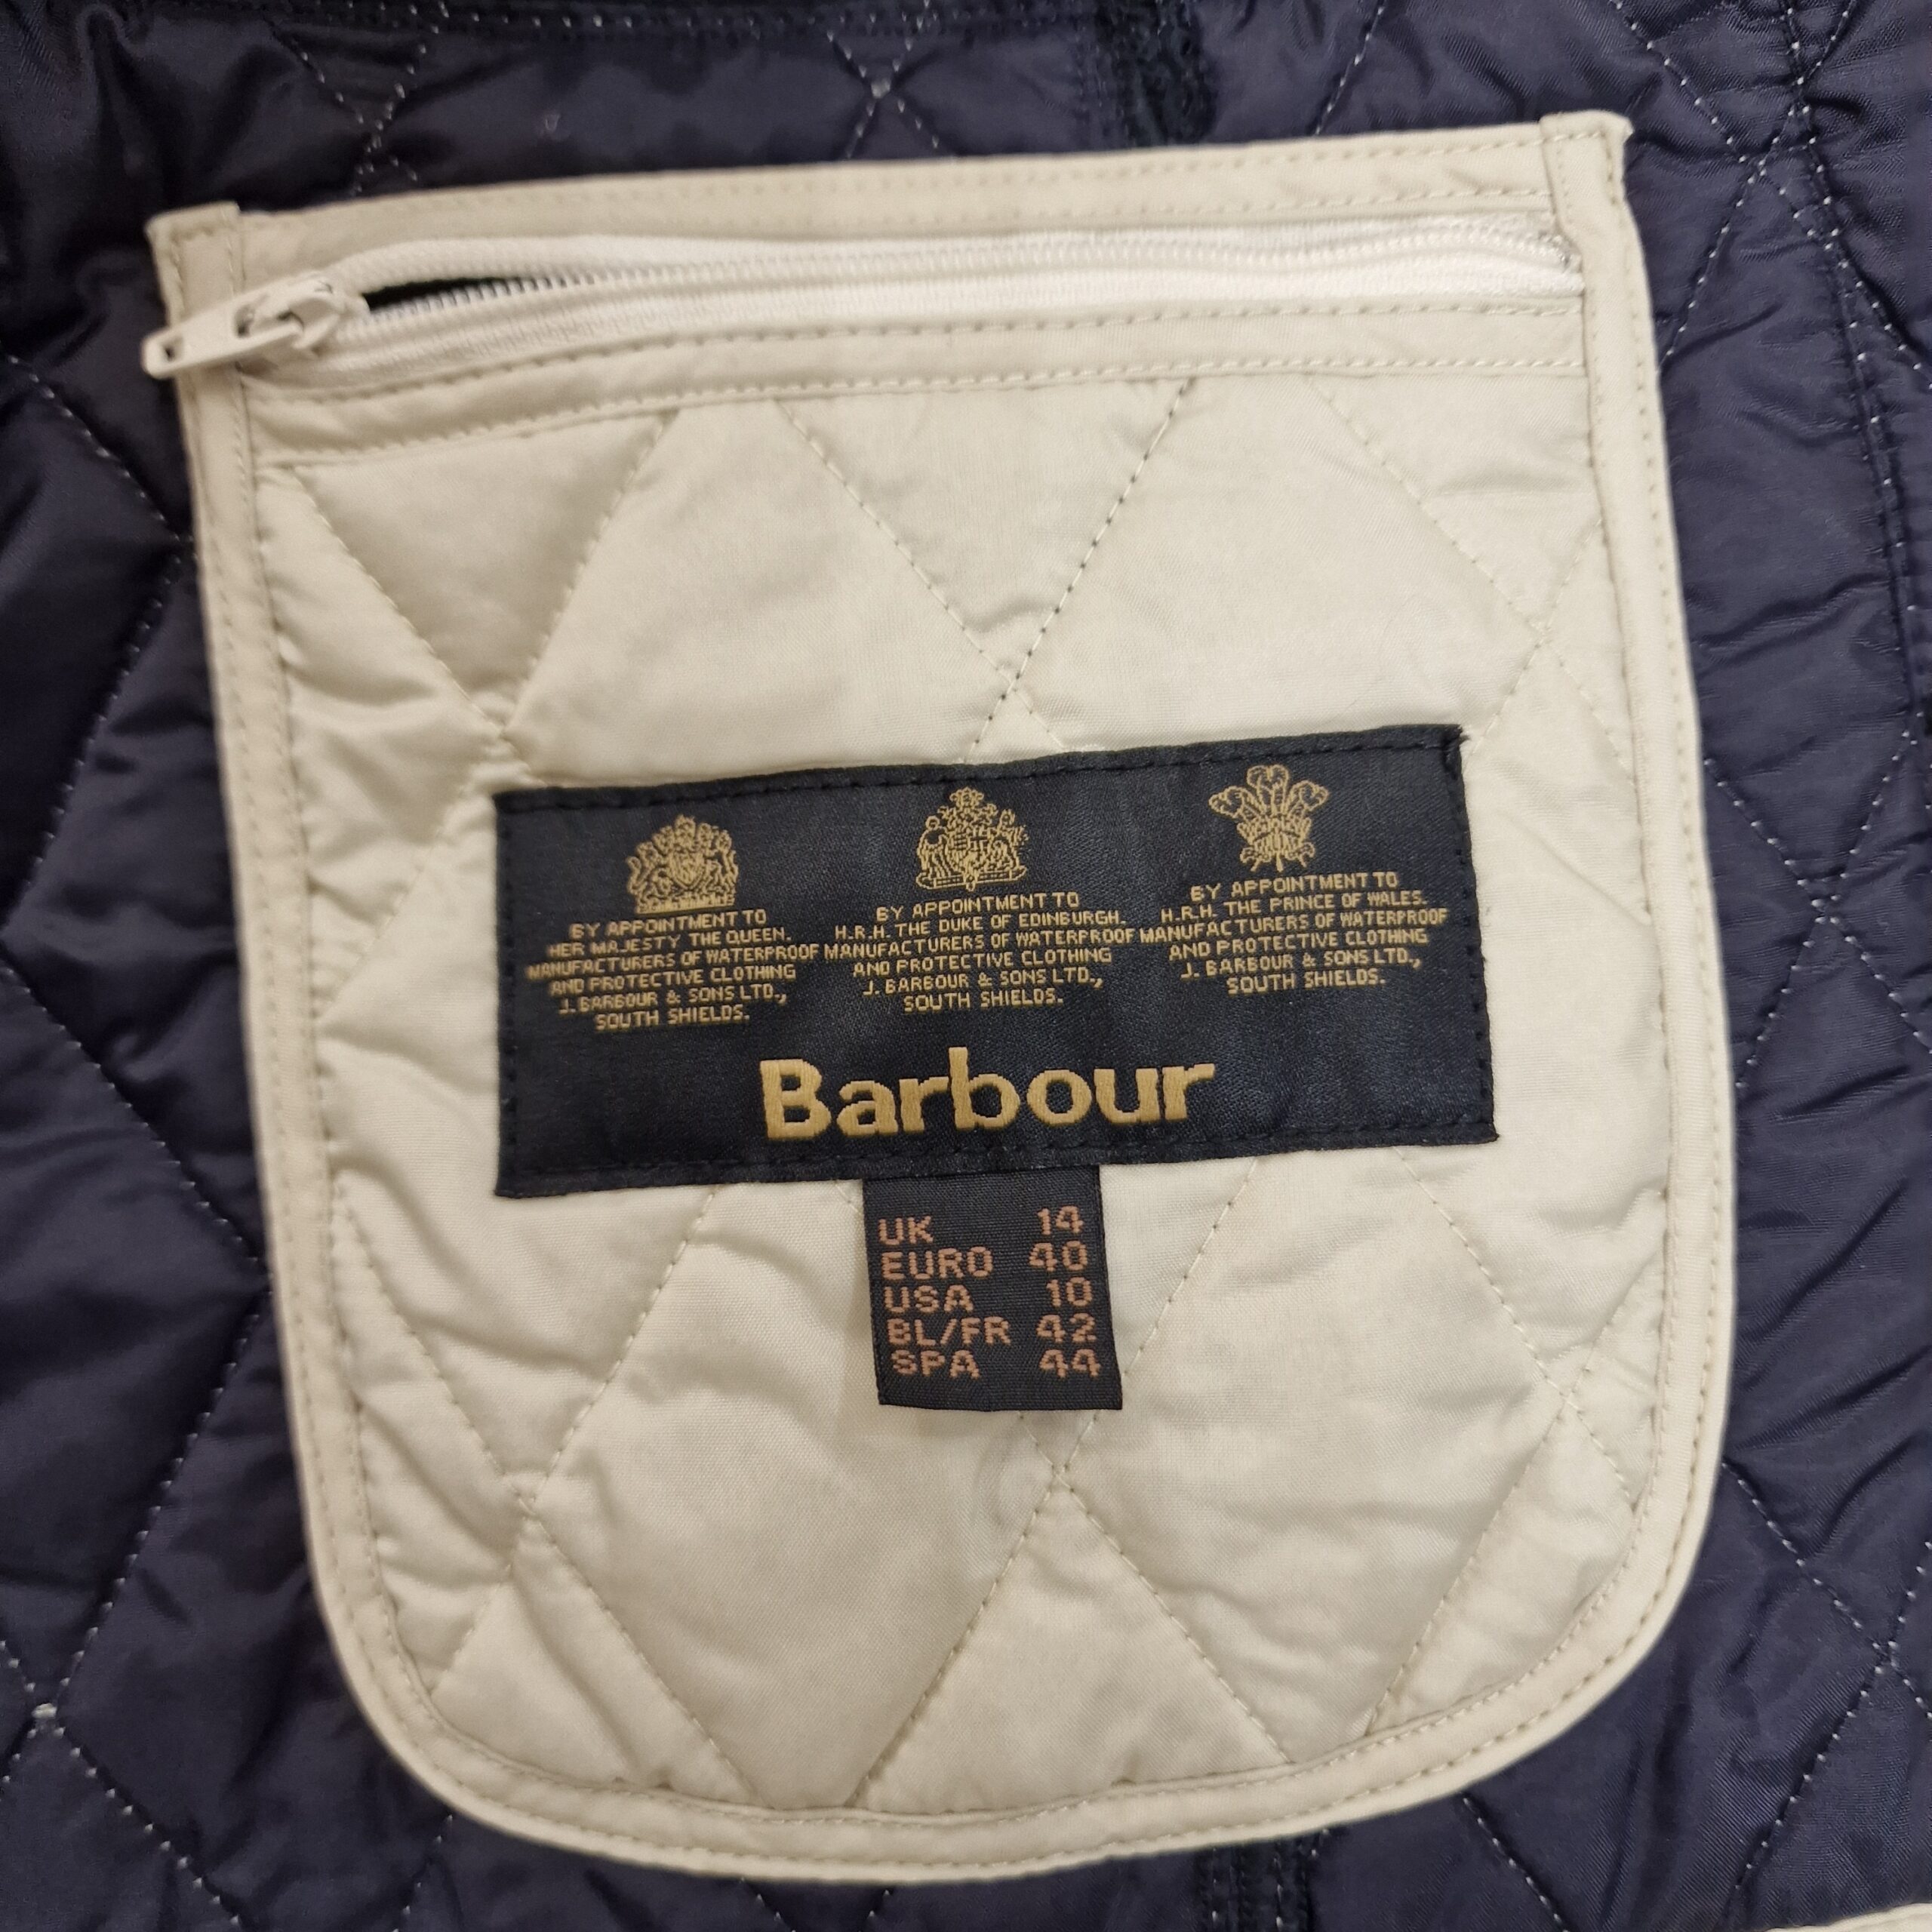 BY APPOINTMENT TO
HER MAJESTY THE QUEEN.
MANUFACTURERS OF WATERPROOF
AND PROTECTIVE CLOTHING
J. BARBOUR & SONS LTD.,
SOUTH SHIELDS.
BY APPOINTMENT TO
H.R.H. THE DUKE OF EDINBURGH.
MANUFACTURERS OF WATERPROOF
AND PROTECTIVE CLOTHING
J. BARBOUR & SONS LTD.,
SOUTH SHIELDS.
BY APPOINTMENT TO
H.R.H. THE PRINCE OF WALES.
MANUFACTURERS OF WATERPROOF
AND PROTECTIVE CLOTHING
J. BARBOUR & SONS LTD.,
SOUTH SHIELDS.
Barbour
UK 14
EURO 40
USA 10
BL/FR 42
SPA 44